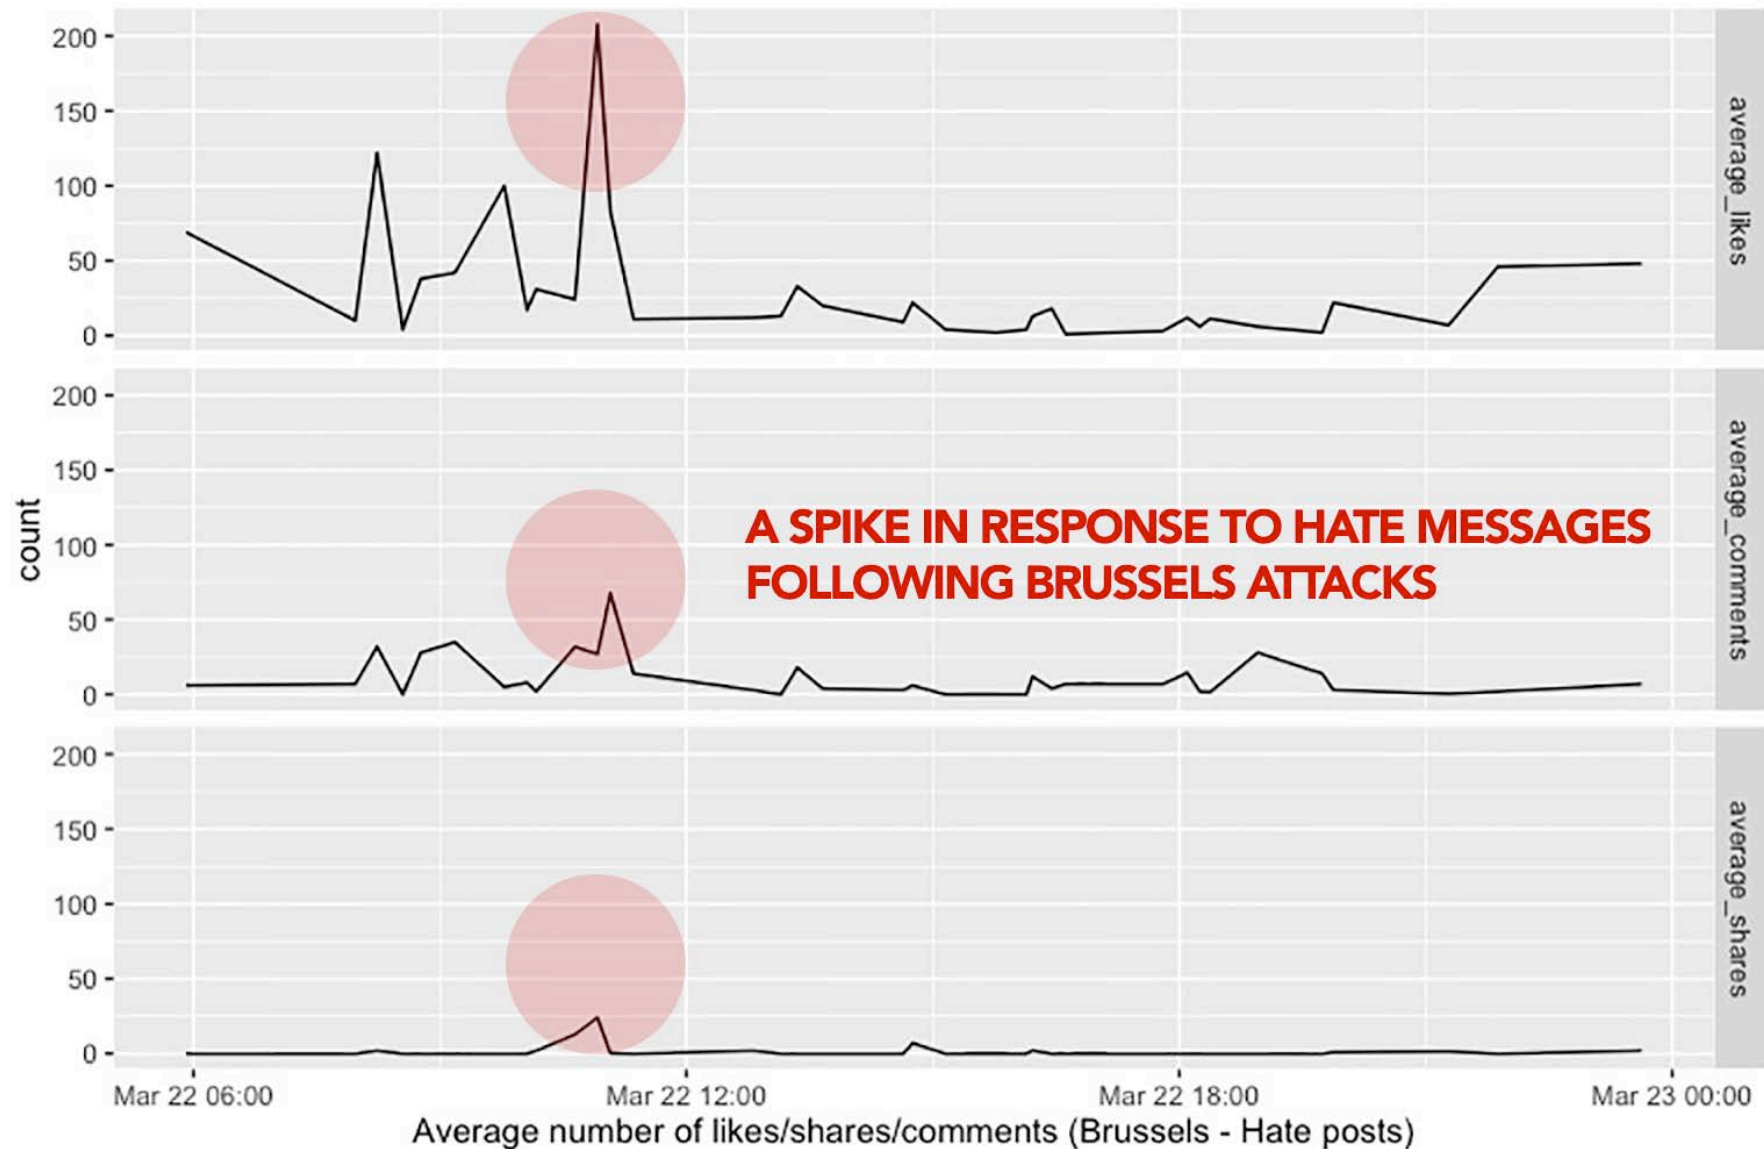 200
150
100
50
0
average_likes
200
150
100
50
0
average_comments
count
A SPIKE IN RESPONSE TO HATE MESSAGES
FOLLOWING BRUSSELS ATTACKS
200
150
100
50
0
average_shares
Mar 22 06:00
Mar 22 12:00
Mar 22 18:00
Mar 23 00:00
Average number of likes/shares/comments (Brussels - Hate posts)